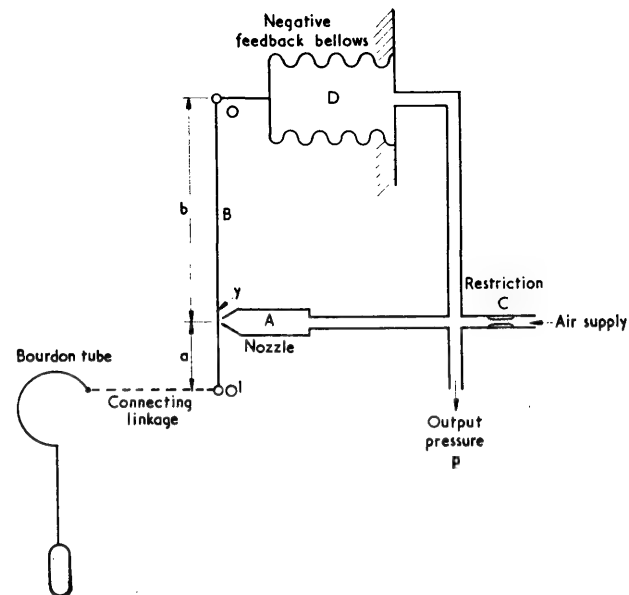 Negative
feedback bellows
D
O
b
B
y
Restriction
C
A
Air supply
Nozzle
a
Bourdon tube
O¹
Connecting
linkage
Output
pressure
p